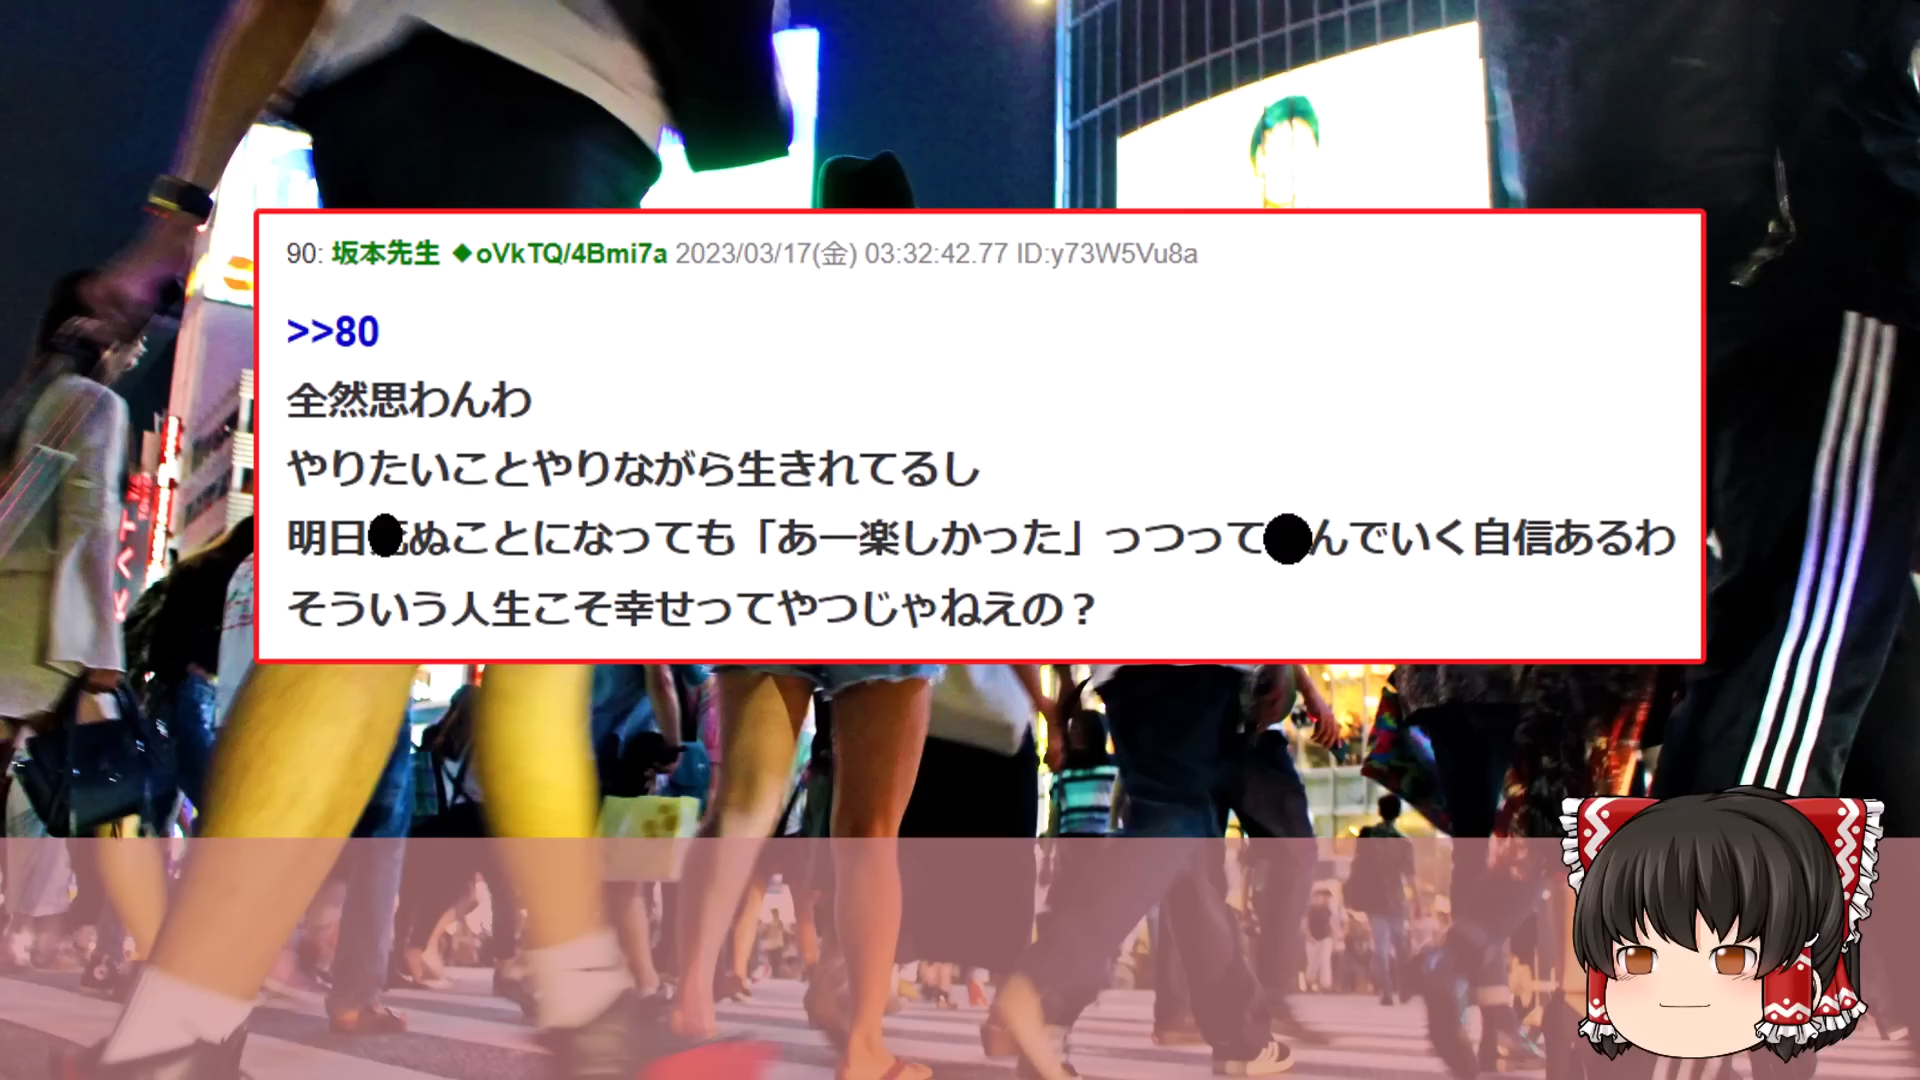 90: 坂本先生 ◆oVkTQ/4Bmi7a 2023/03/17(金) 03:32:42.77 ID:y73W5Vu8a
>>80
全然思わんわ
やりたいことやりながら生きれてるし
明日●ぬことになっても「あー楽しかった」っつって●んでいく自信あるわ
そういう人生こそ幸せってやつじゃねえの？